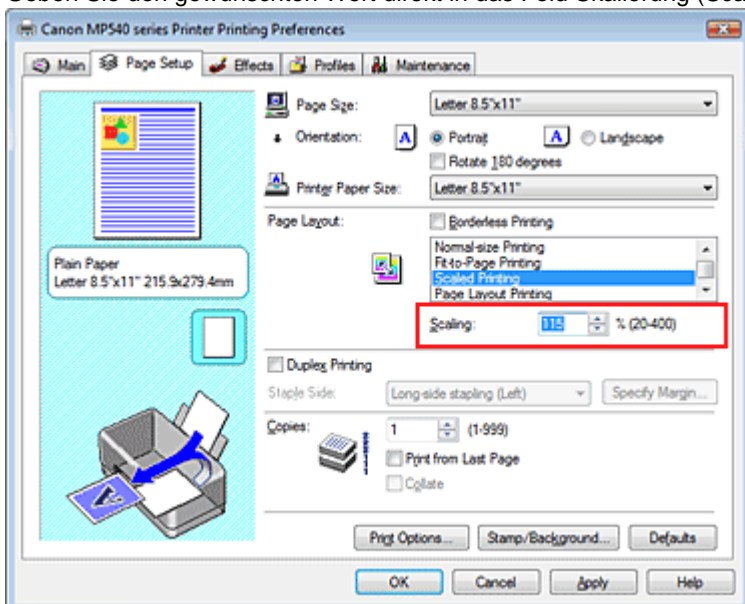 Geben Sie den gewünschten Wert direkt in das Feld Skalierung (Sca
Canon MP540 series Printer Printing Preferences
Main Page Setup Effects Profiles Maintenance
Page Size: Letter 8.5"x11"
Orientation: A Portrait A Landscape
Rotate 180 degrees
Printer Paper Size: Letter 8.5"x11"
Page Layout: Borderless Printing
Normal-size Printing
Fit-to-Page Printing
Scaled Printing
Page Layout Printing
Plain Paper
Letter 8.5"x11" 215.9x279.4mm
Scaling: 115 % (20-400)
Duplex Printing
Staple Side: Long-side stapling (Left) Specify Margin...
Copies: 1 (1-999)
Print from Last Page
Collate
Print Options... Stamp/Background... Defaults
OK Cancel Apply Help